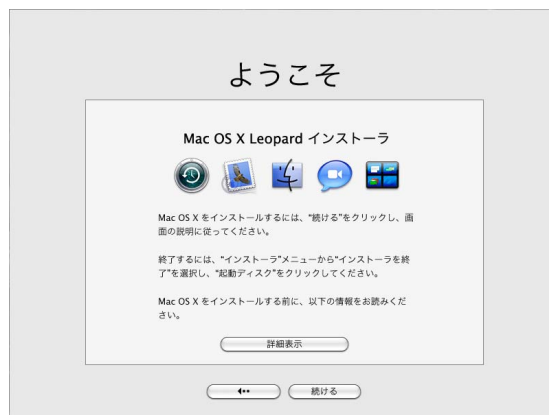 ようこそ
Mac OS X Leopard インストーラ
Mac OS X をインストールするには、“続ける”をクリックし、画
面の説明に従ってください。
終了するには、“インストーラ”メニューから“インストーラを終
了”を選択し、“起動ディスク”をクリックしてください。
Mac OS X をインストールする前に、以下の情報をお読みくだ
さい。
詳細表示
続ける